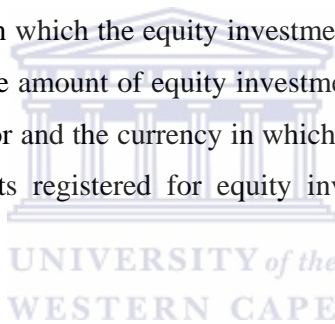 n which the equity investme
e amount of equity investme
or and the currency in which
ts registered for equity inv
UNIVERSITY of the
WESTERN CAPE